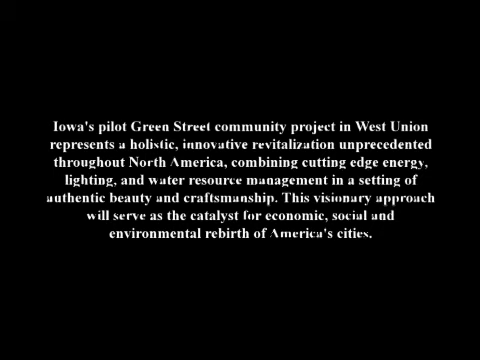 Iowa's pilot Green Street community project in West Union
represents a holistic, innovative revitalization unprecedented
throughout North America, combining cutting edge energy,
lighting, and water resource management in a setting of
authentic beauty and craftsmanship. This visionary approach
will serve as the catalyst for economic, social and
environmental rebirth of America's cities.